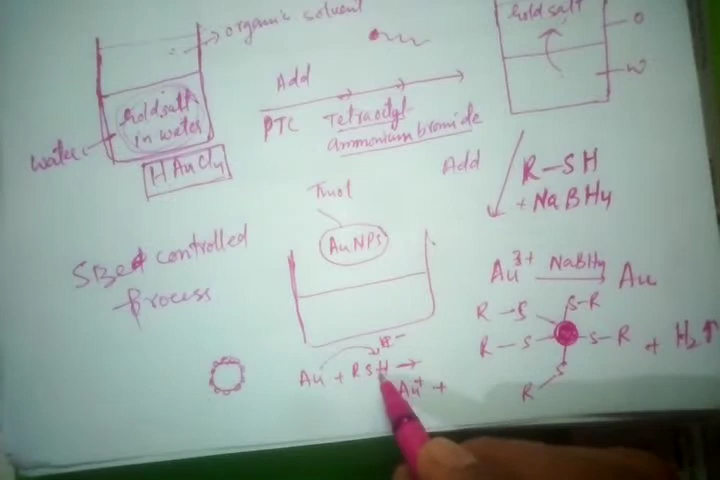 organic solvent
Gold salt
in water
Water
HAuCl4
Add
PTC Tetraoctyl-
ammonium bromide
Gold salt
O
W
Add
R-SH
+ NaBH4
Thiol
AuNPs
Size controlled
process
Au3+ NaBH4 Au
R-S S-R
R-S S-R + H2↑
S
R
e-
Au + RSH →
Au+ +